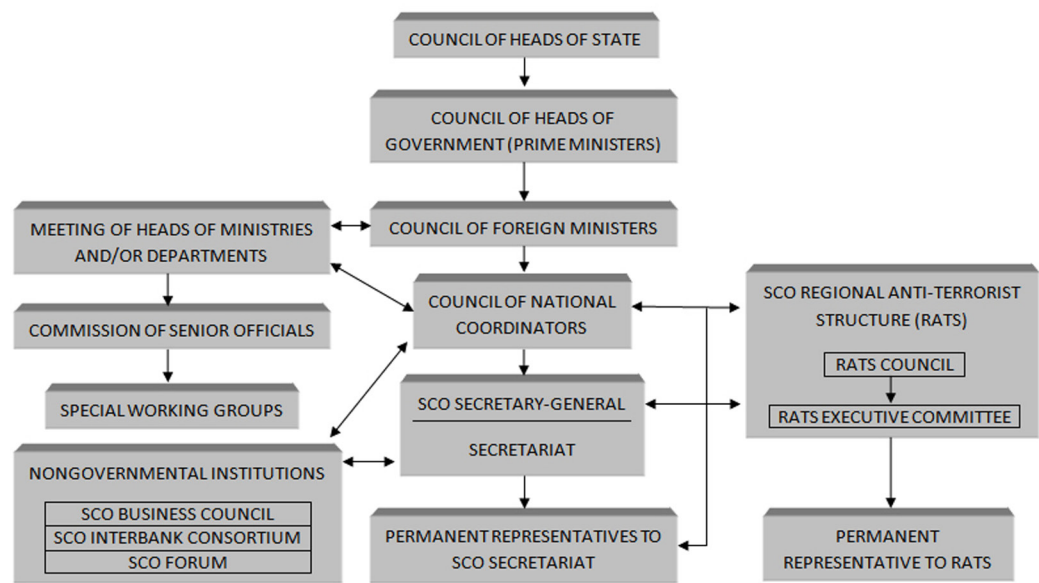 COUNCIL OF HEADS OF STATE
COUNCIL OF HEADS OF
GOVERNMENT (PRIME MINISTERS)
MEETING OF HEADS OF MINISTRIES
AND/OR DEPARTMENTS
COUNCIL OF FOREIGN MINISTERS
COMMISSION OF SENIOR OFFICIALS
COUNCIL OF NATIONAL
COORDINATORS
SCO REGIONAL ANTI-TERRORIST
STRUCTURE (RATS)
RATS COUNCIL
RATS EXECUTIVE COMMITTEE
SPECIAL WORKING GROUPS
SCO SECRETARY-GENERAL
SECRETARIAT
NONGOVERNMENTAL INSTITUTIONS
SCO BUSINESS COUNCIL
SCO INTERBANK CONSORTIUM
SCO FORUM
PERMANENT REPRESENTATIVES TO
SCO SECRETARIAT
PERMANENT
REPRESENTATIVE TO RATS